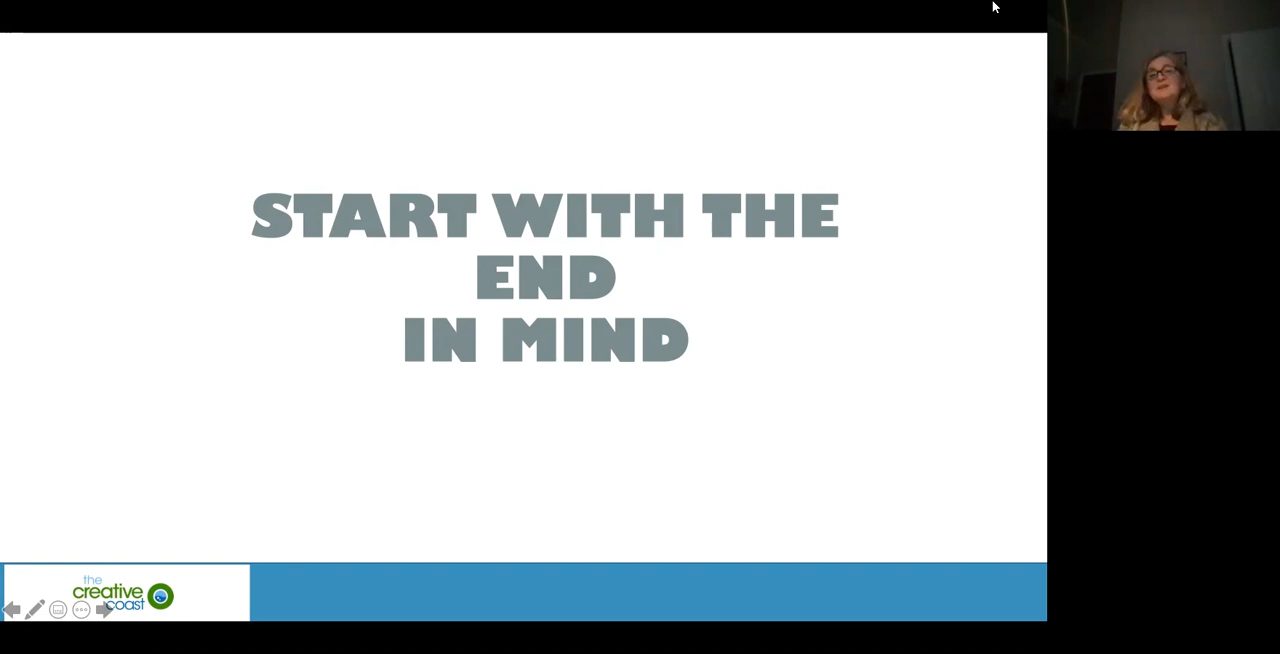 START WITH THE
END
IN MIND
the
creative
coast